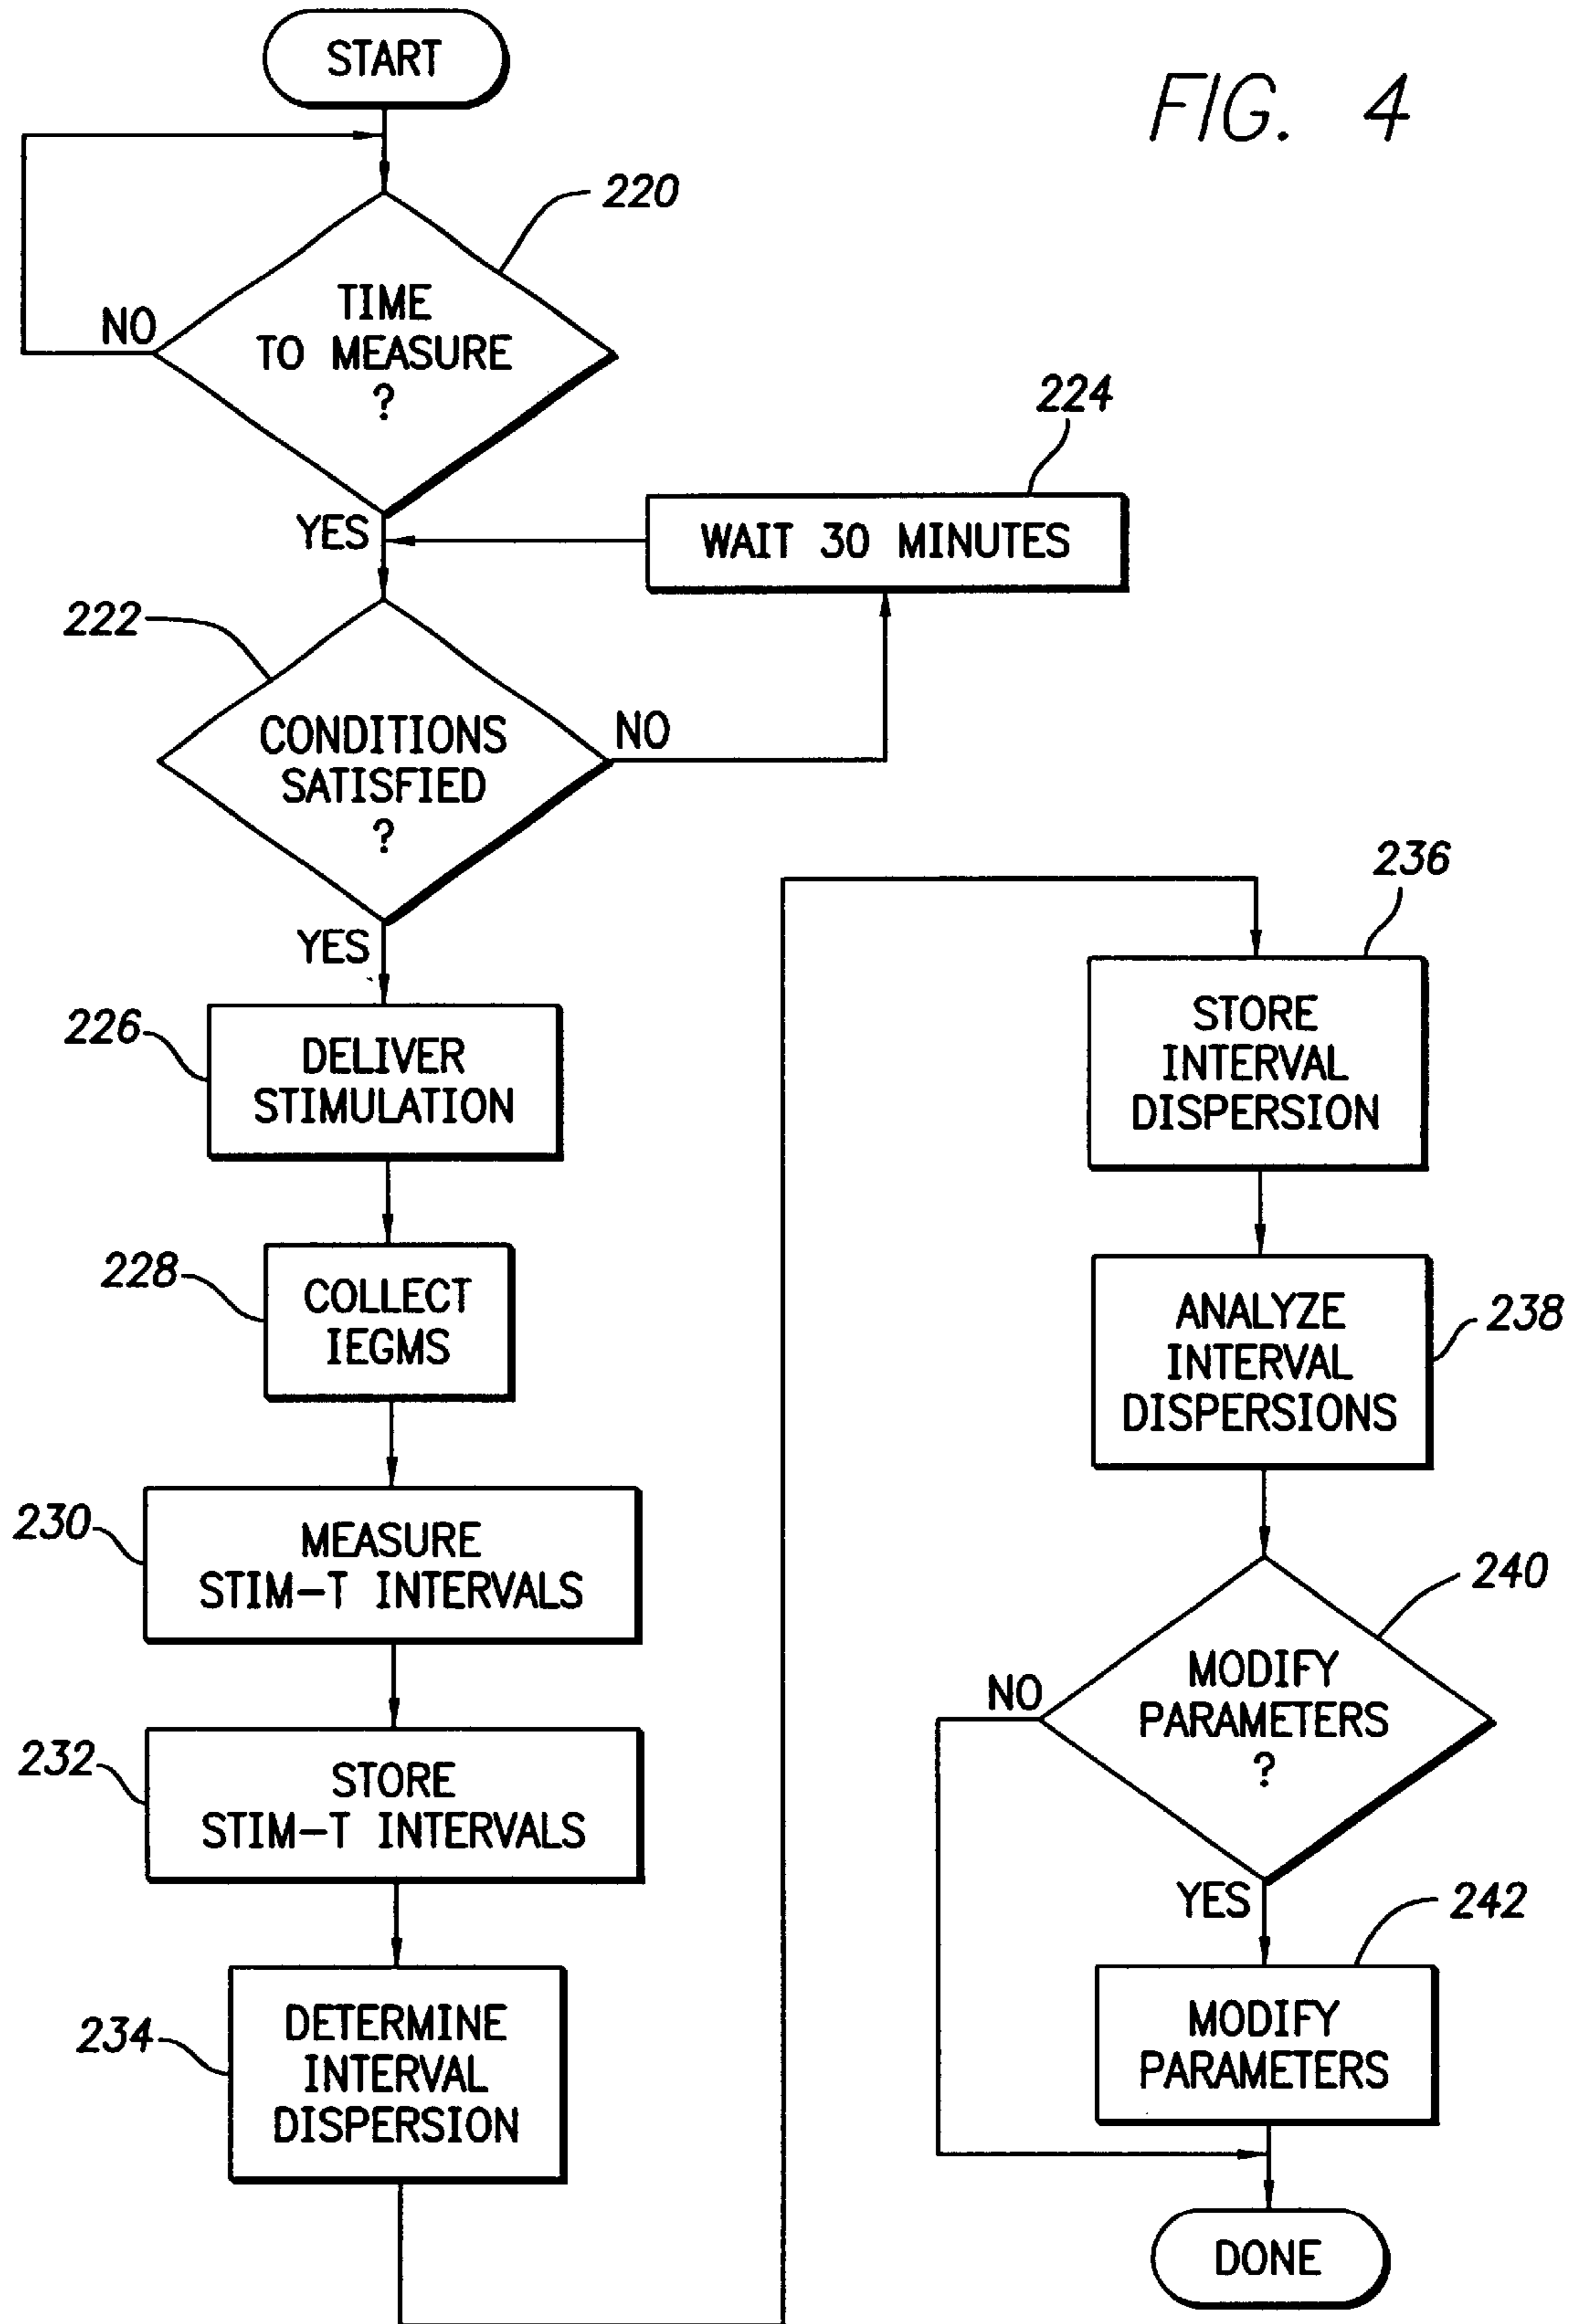 START
FIG. 4
220
TIME
TO MEASURE
?
NO
224
YES
WAIT 30 MINUTES
222
CONDITIONS
SATISFIED
?
NO
YES
226
DELIVER
STIMULATION
228
COLLECT
IEGMS
230
MEASURE
STIM-T INTERVALS
232
STORE
STIM-T INTERVALS
234
DETERMINE
INTERVAL
DISPERSION
236
STORE
INTERVAL
DISPERSION
238
ANALYZE
INTERVAL
DISPERSIONS
240
MODIFY
PARAMETERS
?
NO
YES
242
MODIFY
PARAMETERS
DONE